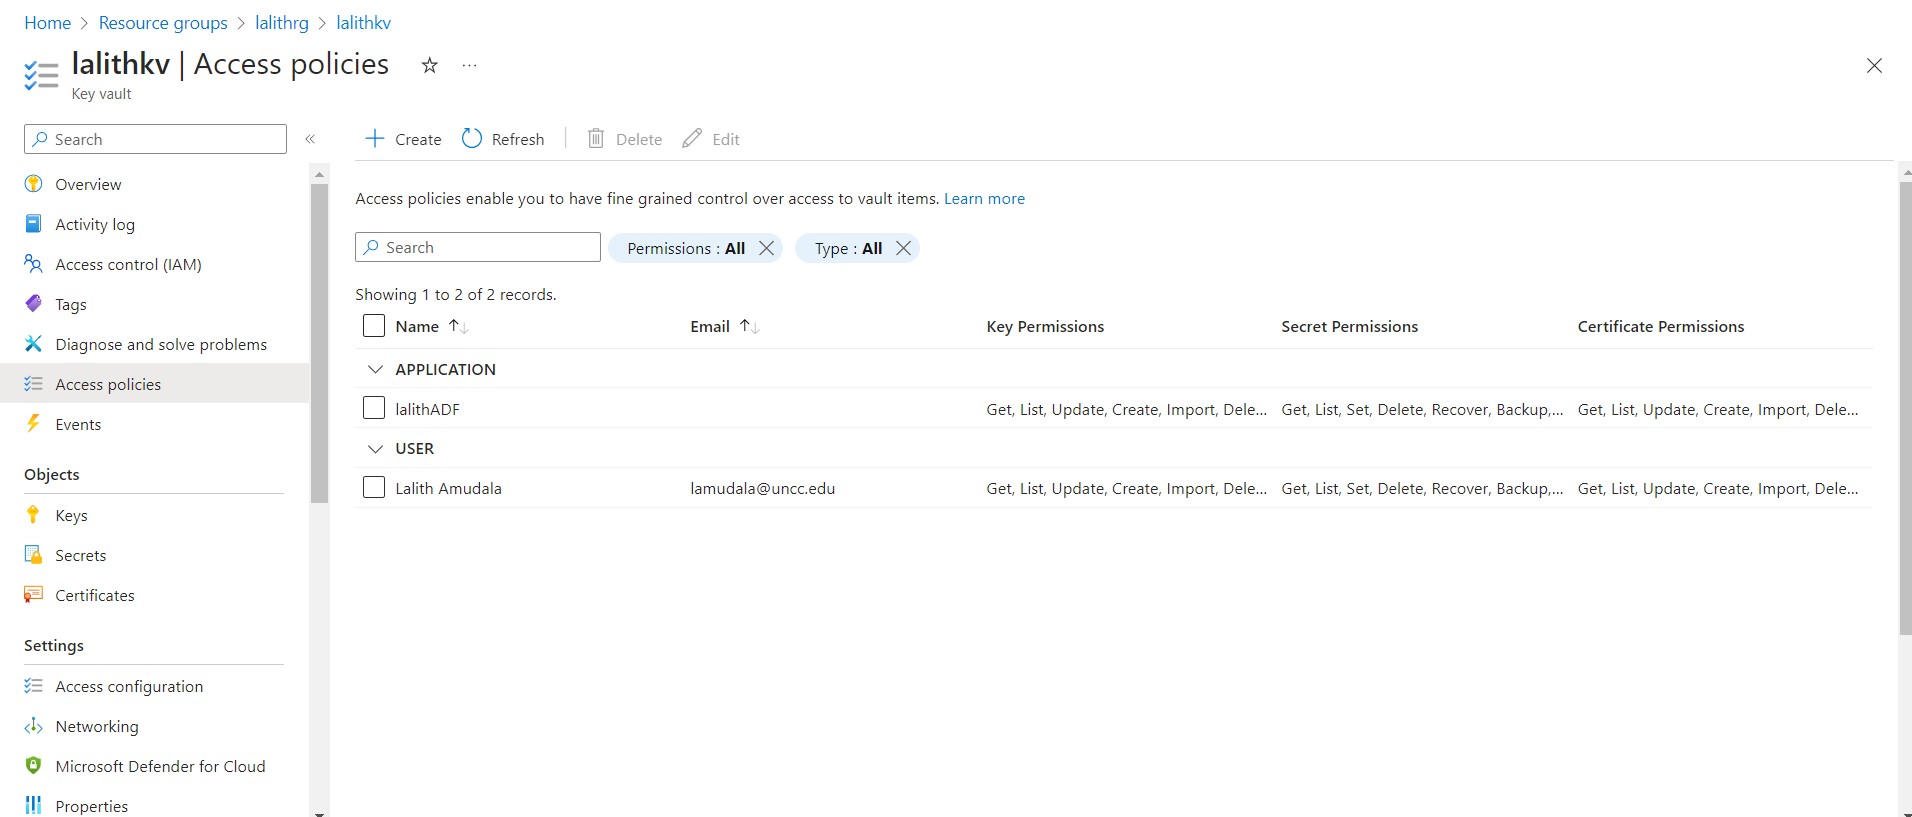 Home > Resource groups > lalithrg > lalithkv
lalithkv | Access policies ...
Key vault
Search
«
Overview
Activity log
Access control (IAM)
Tags
Diagnose and solve problems
Access policies
Events
Objects
Keys
Secrets
Certificates
Settings
Access configuration
Networking
Microsoft Defender for Cloud
Properties
Create Refresh Delete Edit
Access policies enable you to have fine grained control over access to vault items. Learn more
Search Permissions : All Type : All
Showing 1 to 2 of 2 records.
Name ↑↓ Email ↑↓ Key Permissions Secret Permissions Certificate Permissions
APPLICATION
lalithADF Get, List, Update, Create, Import, Dele... Get, List, Set, Delete, Recover, Backup,... Get, List, Update, Create, Import, Dele...
USER
Lalith Amudala lamudala@uncc.edu Get, List, Update, Create, Import, Dele... Get, List, Set, Delete, Recover, Backup,... Get, List, Update, Create, Import, Dele...